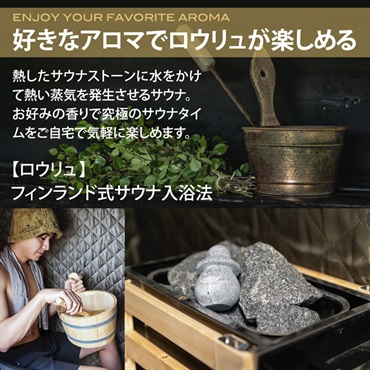 ENJOY YOUR FAVORITE AROMA
好きなアロマでロウリュが楽しめる
熱したサウナストーンに水をかけ
て熱い蒸気を発生させるサウナ。
お好みの香りで究極のサウナタイ
ムをご自宅で気軽に楽しめます。
【ロウリュ】
フィンランド式サウナ入浴法